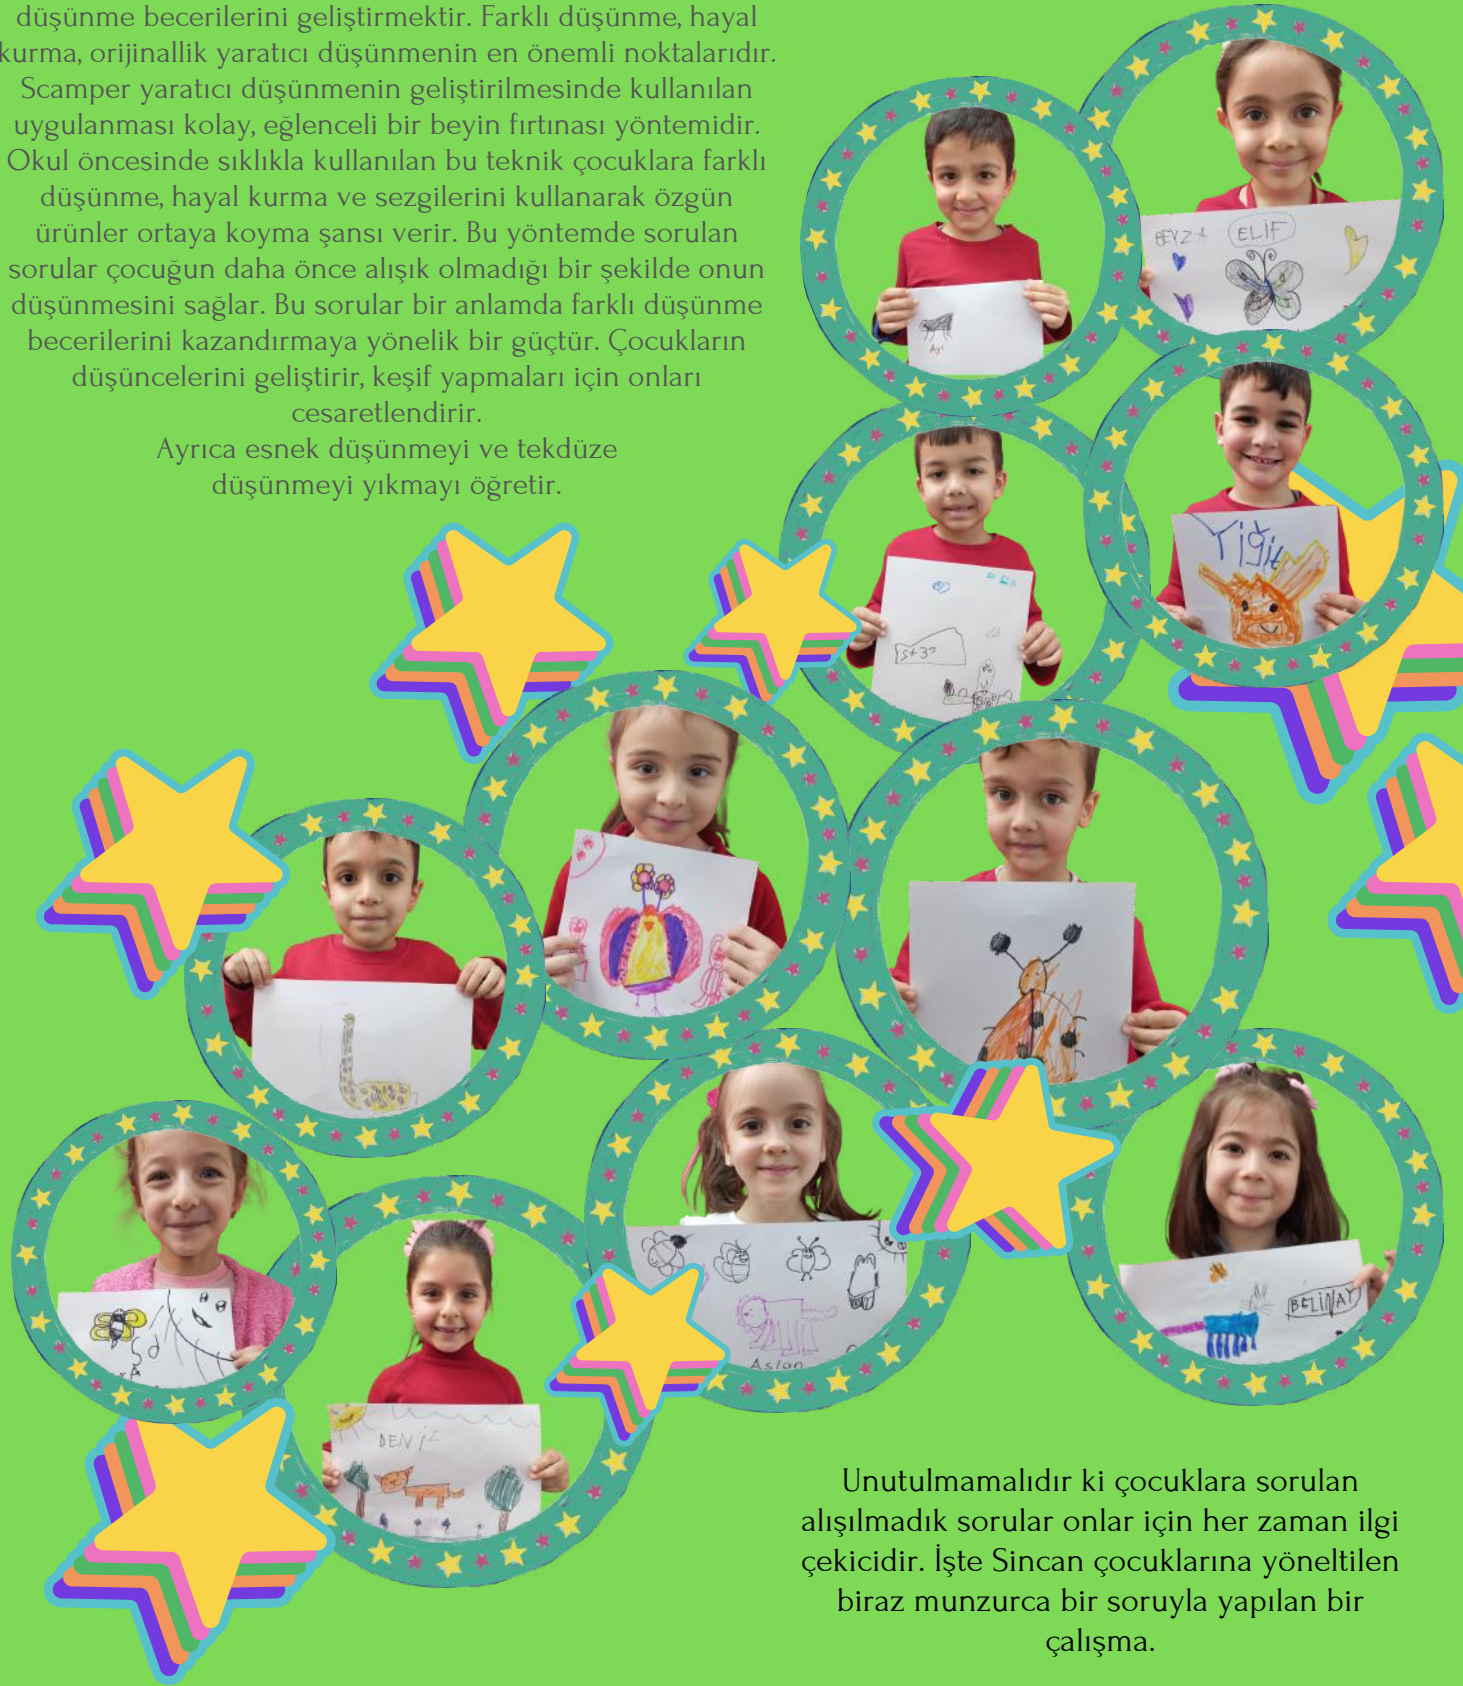 düşünme becerilerini geliştirmektir. Farklı düşünme, hayal
kurma, orijinallik yaratıcı düşünmenin en önemli noktalarıdır.
Scamper yaratıcı düşünmenin geliştirilmesinde kullanılan
uygulanması kolay, eğlenceli bir beyin fırtınası yöntemidir.
Okul öncesinde sıklıkla kullanılan bu teknik çocuklara farklı
düşünme, hayal kurma ve sezgilerini kullanarak özgün
ürünler ortaya koyma şansı verir. Bu yöntemde sorulan
sorular çocuğun daha önce alışık olmadığı bir şekilde onun
düşünmesini sağlar. Bu sorular bir anlamda farklı düşünme
becerilerini kazandırmaya yönelik bir güçtür. Çocukların
düşüncelerini geliştirir, keşif yapmaları için onları
cesaretlendirir.
Ayrıca esnek düşünmeyi ve tekdüze
düşünmeyi yıkmayı öğretir.
BEYZA ELİF
Yiğit
5+3=
Aslan
BELİNAY
DENİZ
Unutulmamalıdır ki çocuklara sorulan
alışılmadık sorular onlar için her zaman ilgi
çekicidir. İşte Sincan çocuklarına yöneltilen
biraz munzurca bir soruyla yapılan bir
çalışma.